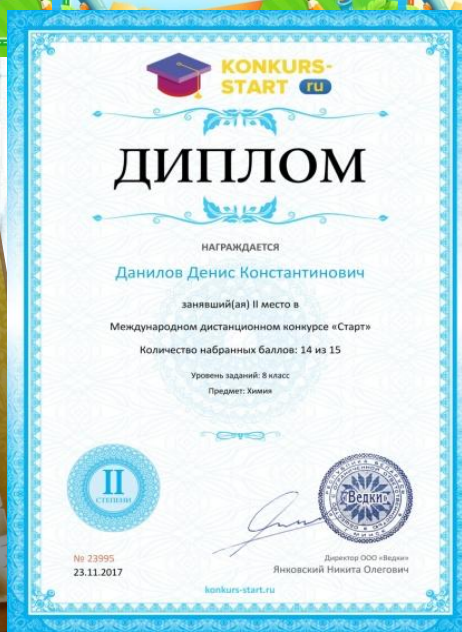 KONKURS-
START ru
ДИПЛОМ
НАГРАЖДАЕТСЯ
Данилов Денис Константинович
занявший(ая) II место в
Международном дистанционном конкурсе «Старт»
Количество набранных баллов: 14 из 15
Уровень заданий: 8 класс
Предмет: Химия
II
СТЕПЕНИ
«Ведки»
№ 23995
23.11.2017
Директор ООО «Ведки»
Янковский Никита Олегович
konkurs-start.ru